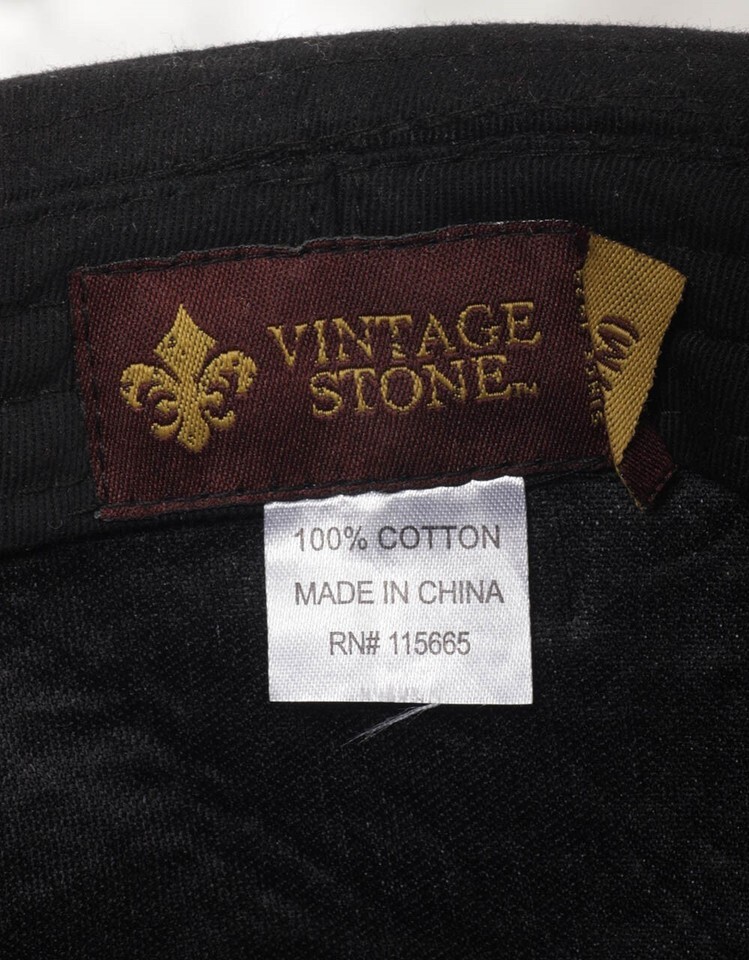 VINTAGE
STONE™
100% COTTON
MADE IN CHINA
RN# 115665